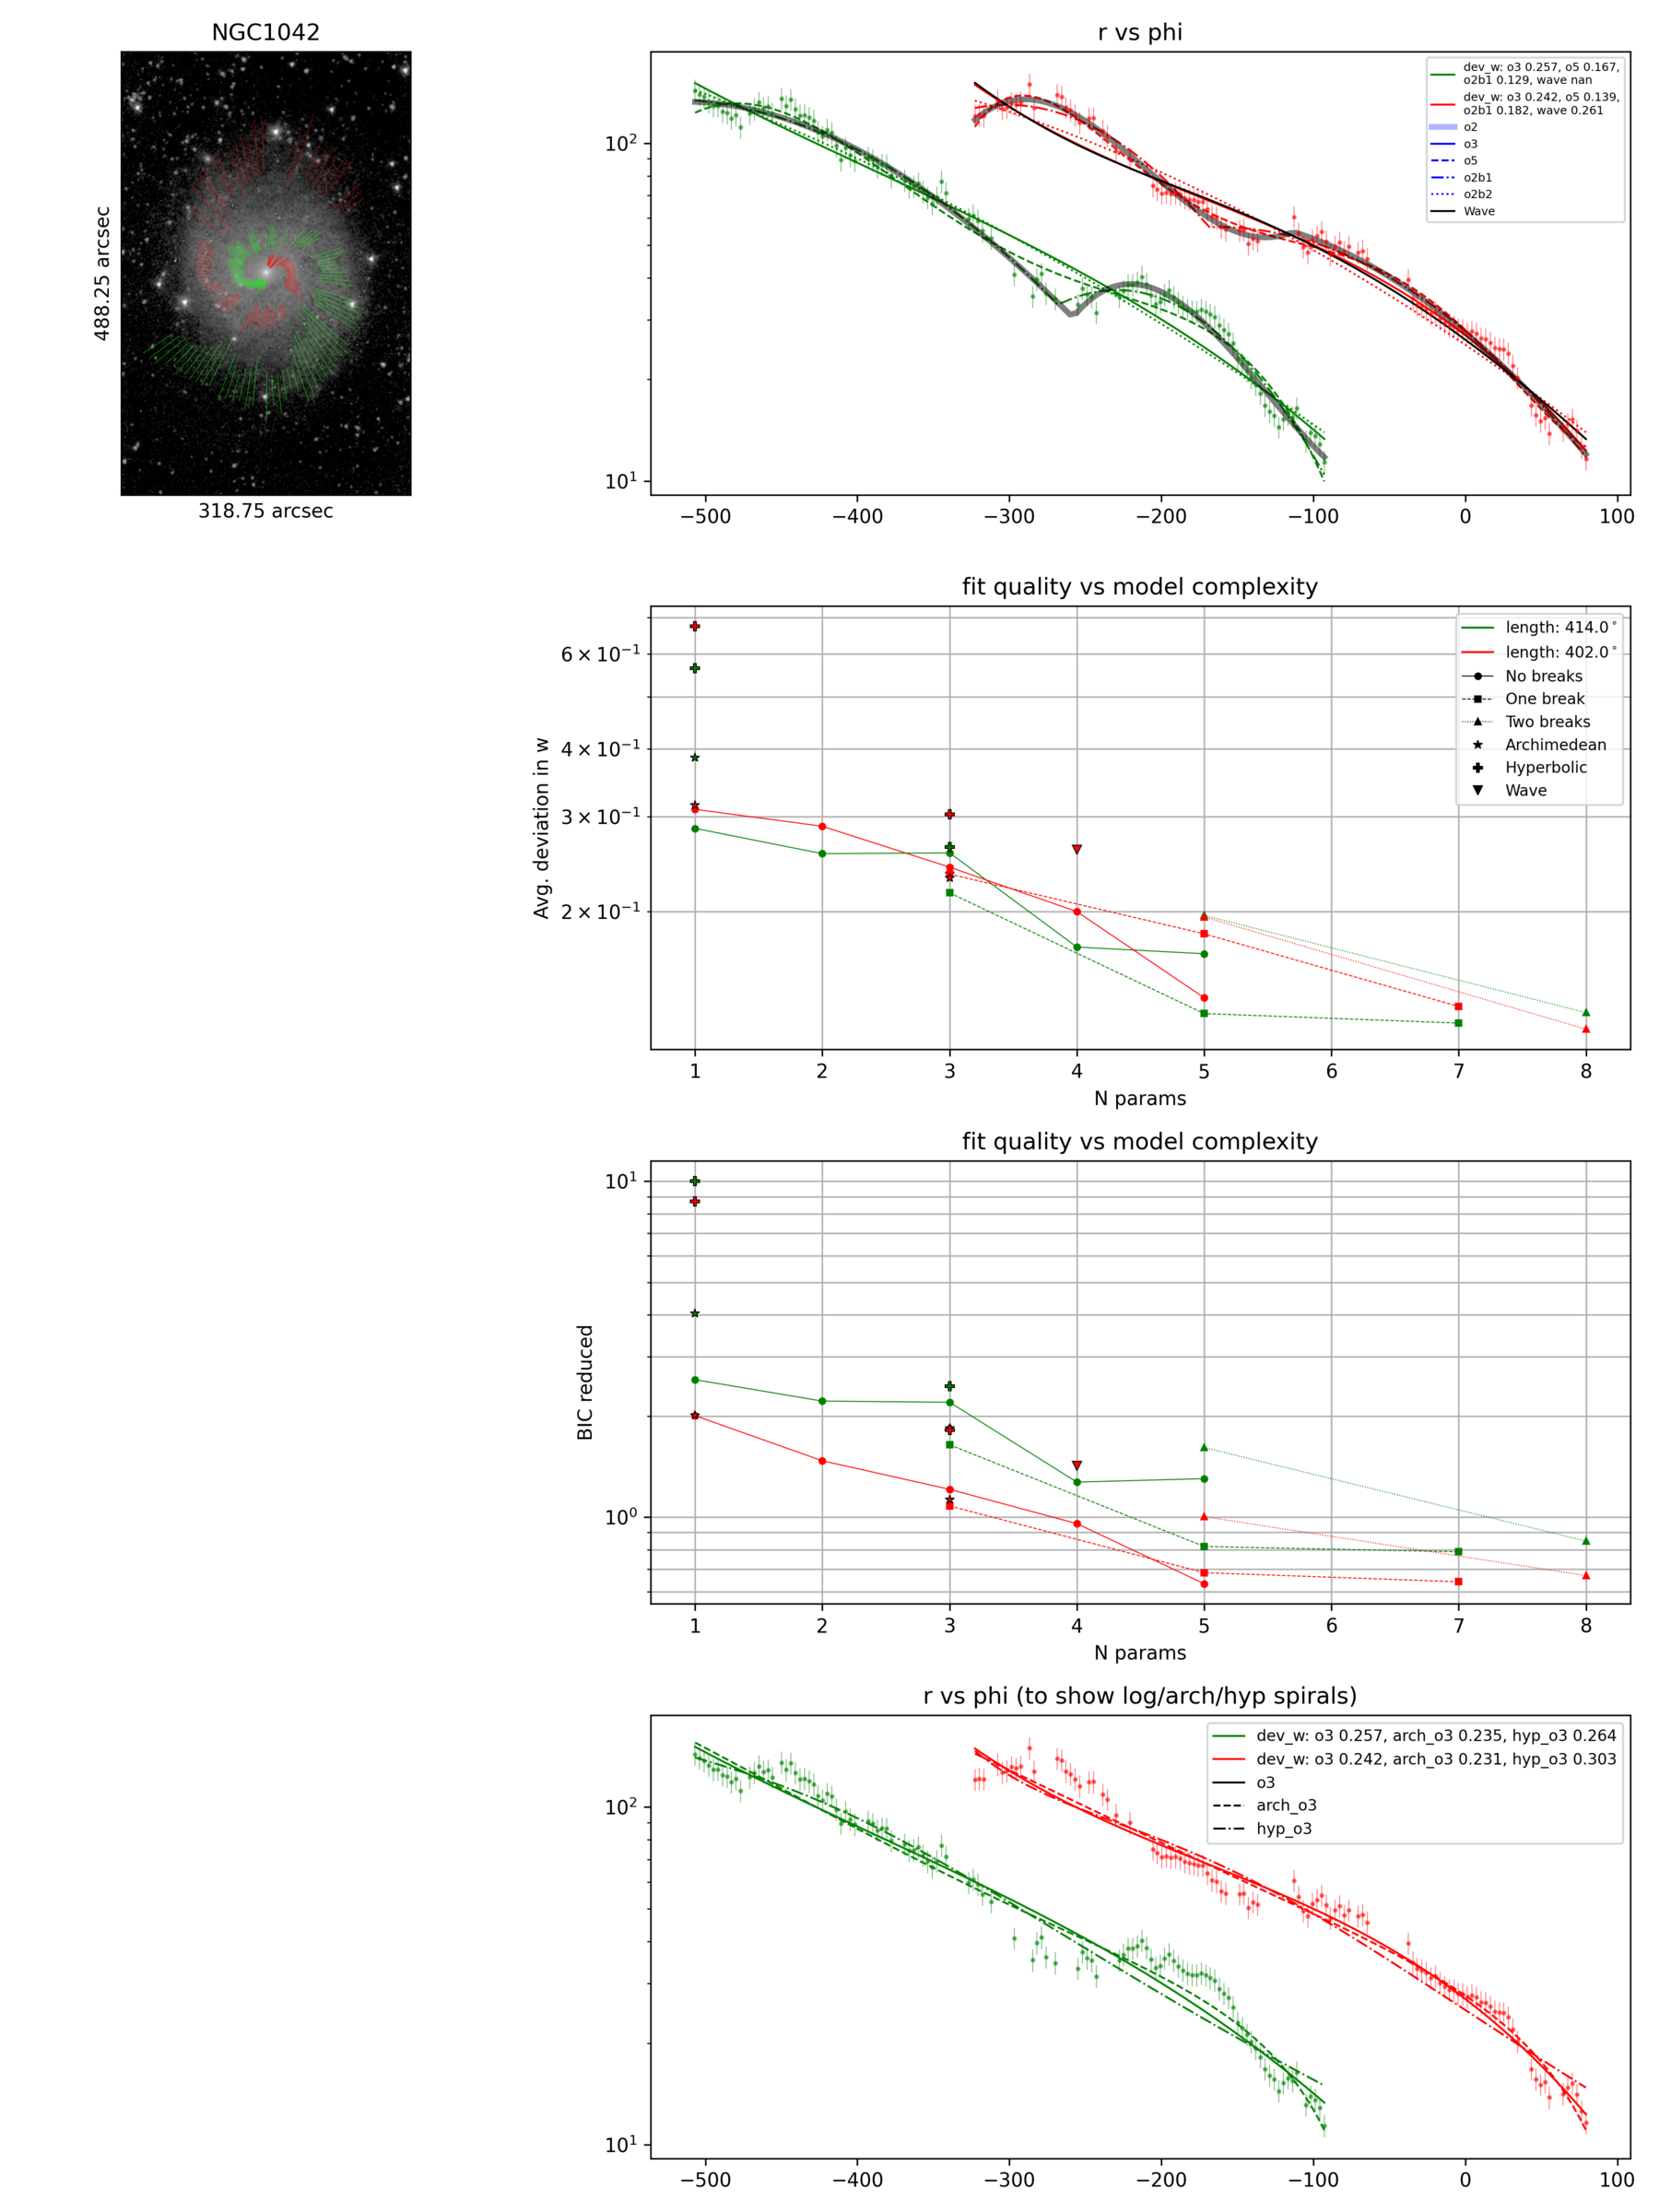 NGC1042
488.25 arcsec
318.75 arcsec
r vs phi
dev_w: o3 0.257, o5 0.167,
o2b1 0.129, wave nan
dev_w: o3 0.242, o5 0.139,
o2b1 0.182, wave 0.261
o2
o3
o5
o2b1
o2b2
Wave
10²
10¹
−500 −400 −300 −200 −100 0 100
fit quality vs model complexity
length: 414.0°
length: 402.0°
No breaks
One break
Two breaks
Archimedean
Hyperbolic
Wave
Avg. deviation in w
6 × 10⁻¹
4 × 10⁻¹
3 × 10⁻¹
2 × 10⁻¹
1 2 3 4 5 6 7 8
N params
fit quality vs model complexity
BIC reduced
10¹
10⁰
1 2 3 4 5 6 7 8
N params
r vs phi (to show log/arch/hyp spirals)
dev_w: o3 0.257, arch_o3 0.235, hyp_o3 0.264
dev_w: o3 0.242, arch_o3 0.231, hyp_o3 0.303
o3
arch_o3
hyp_o3
10²
10¹
−500 −400 −300 −200 −100 0 100